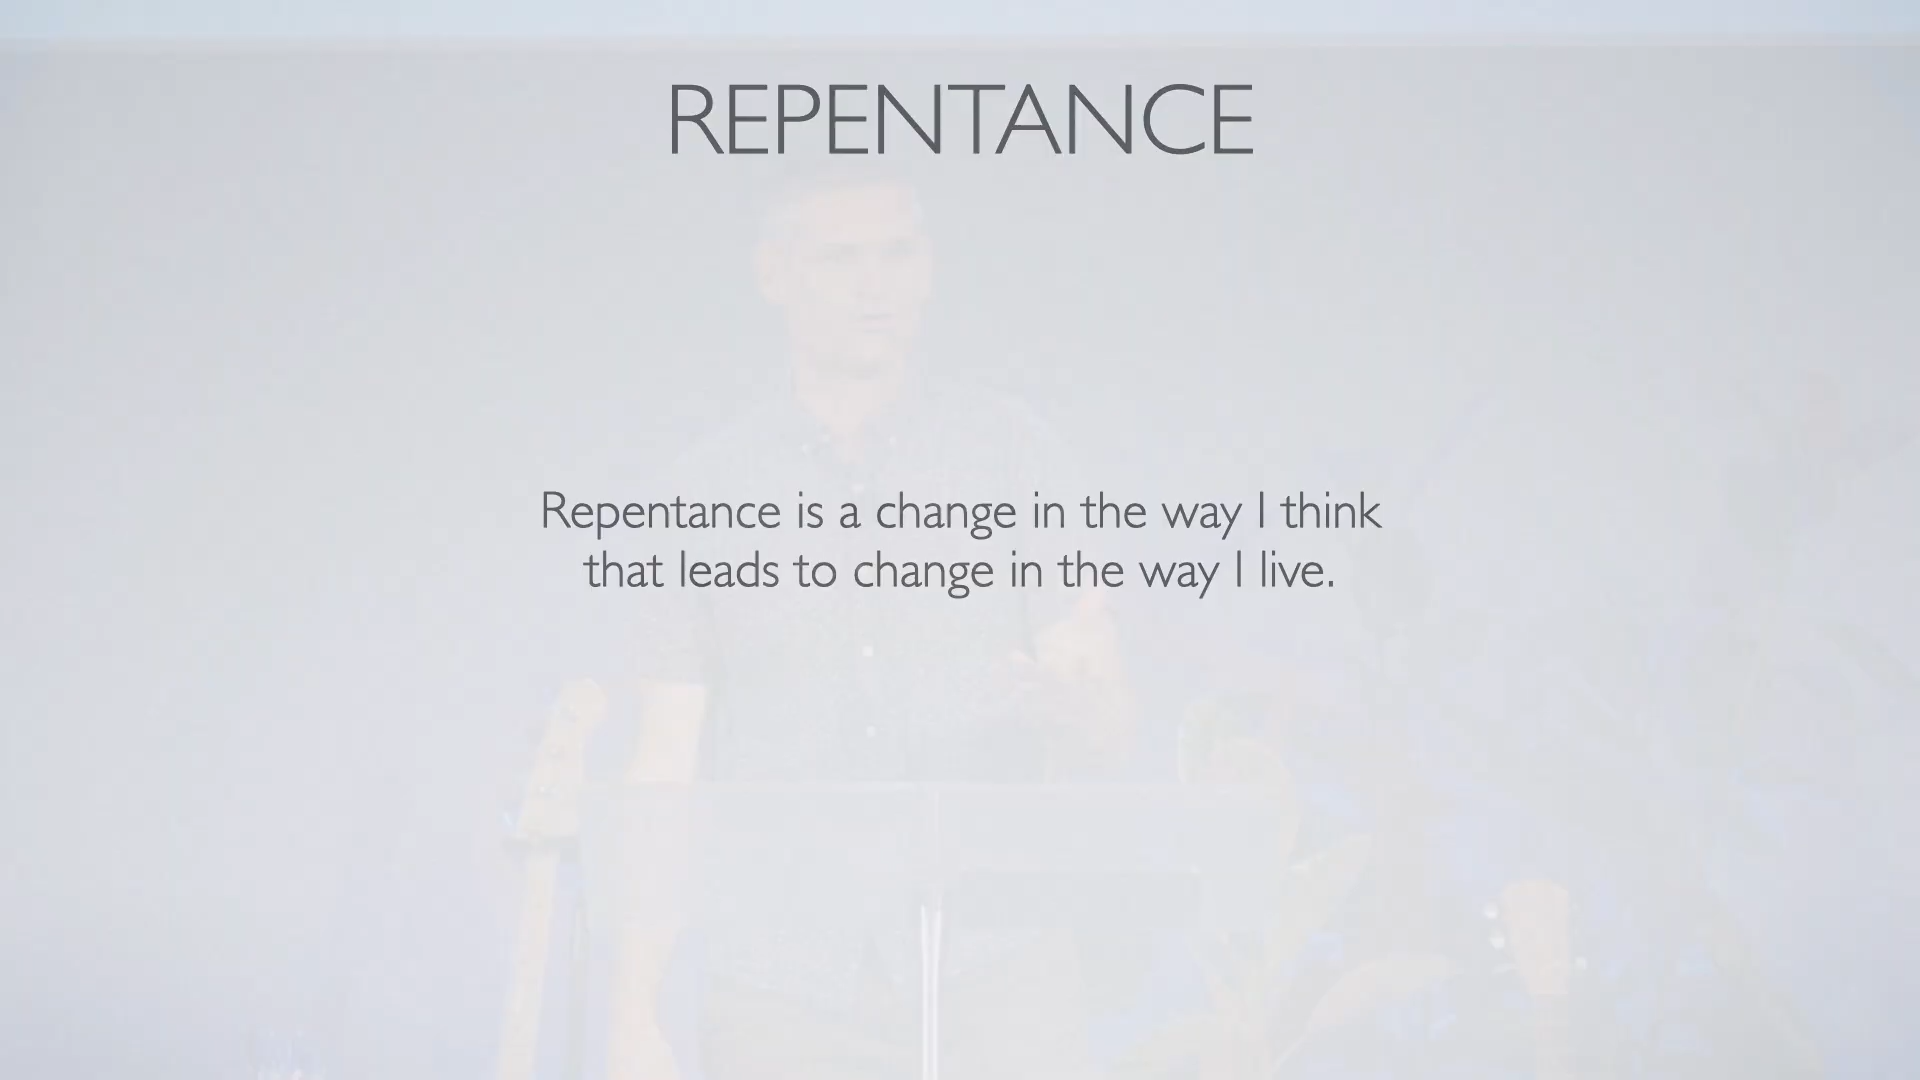 REPENTANCE
Repentance is a change in the way I think
that leads to change in the way I live.